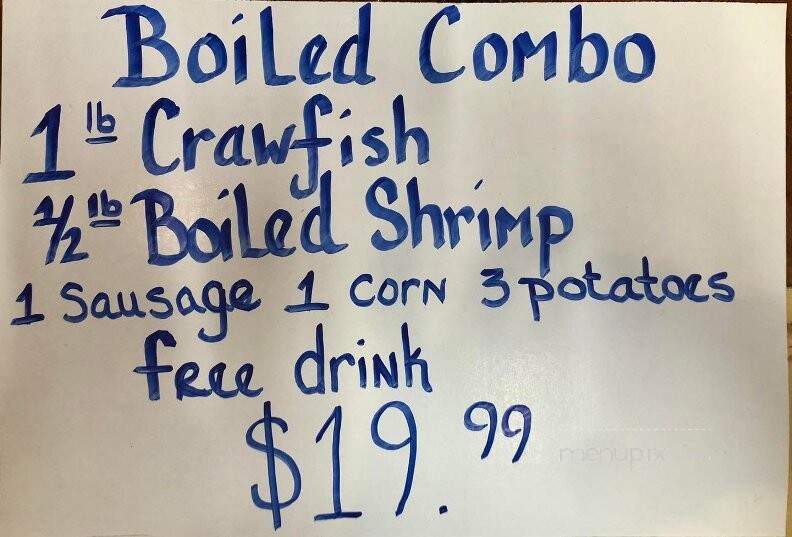 Boiled Combo
1 lb Crawfish
1/2 lb Boiled Shrimp
1 Sausage 1 corn 3 potatoes
free drink
$19.99
menupix